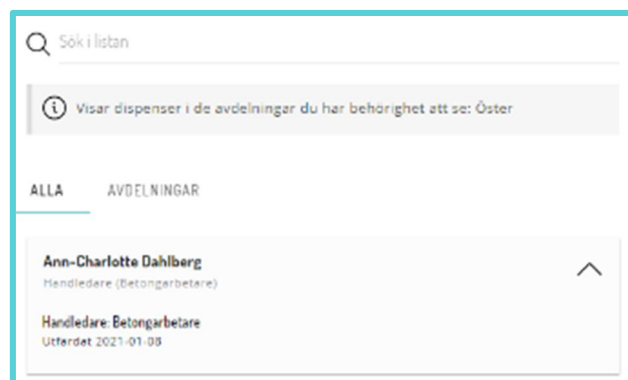 Sök i listan
Visar dispenser i de avdelningar du har behörighet att se: Öster
ALLA AVDELNINGAR
Ann-Charlotte Dahlberg
Handledare (Betongarbetare)
Handledare: Betongarbetare
Utfärdat 2021-01-08